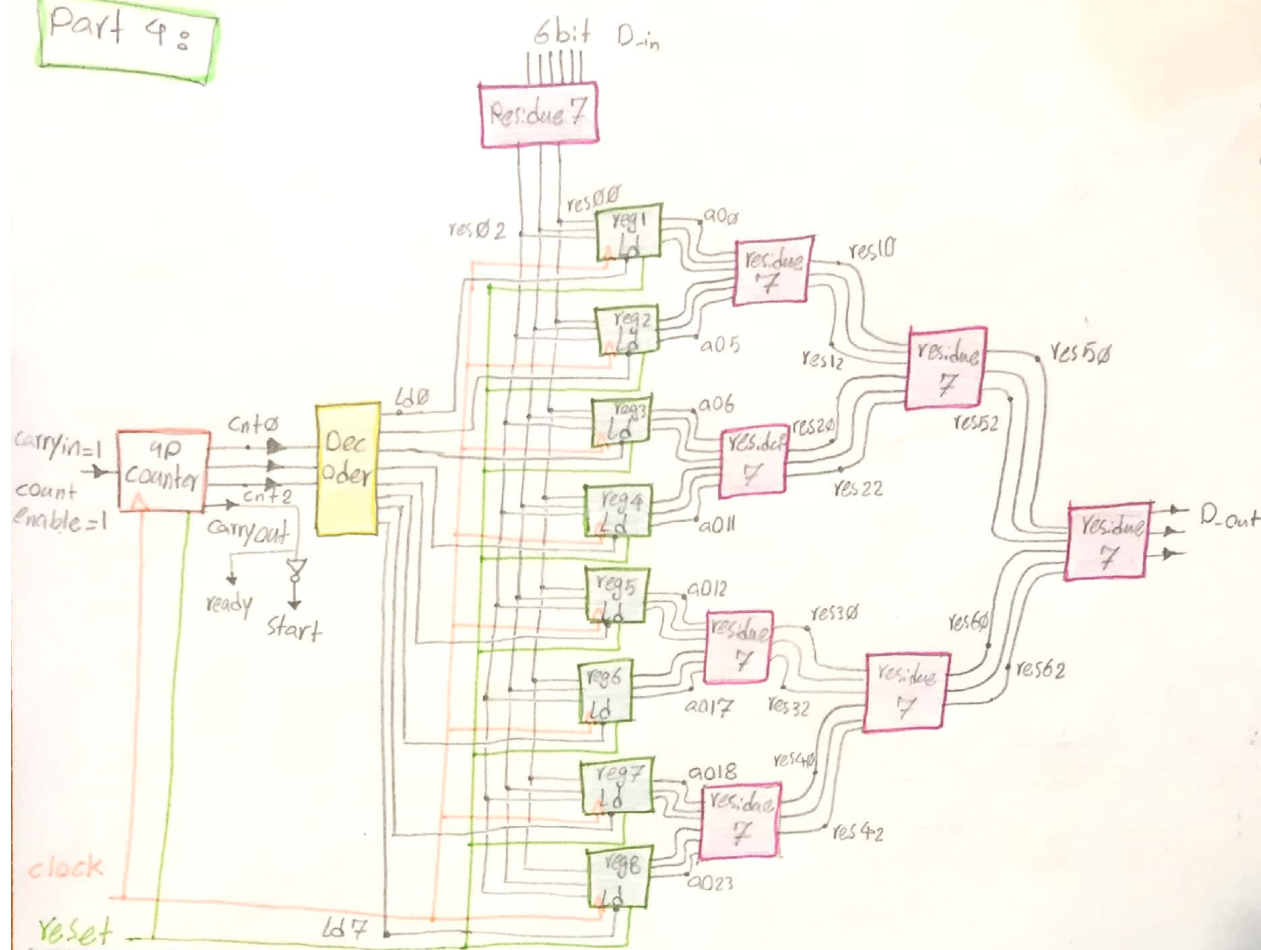 Part 4:
6bit D_in
Residue 7
res00
res02
reg1
Ld
a00
residue
7
res10
reg2
Ld
a05
res12
residue
7
res50
res52
Ld0
reg3
Ld
a06
residue
7
res20
res22
carryin=1
count
enable=1
up
counter
cnt0
cnt2
carryout
ready
start
Dec
oder
reg4
Ld
a011
residue
7
D_out
reg5
Ld
a012
residue
7
res30
res60
res62
reg6
Ld
a017
res32
residue
7
res40
reg7
Ld
a018
residue
7
res42
reg8
Ld
a023
clock
reset
Ld7